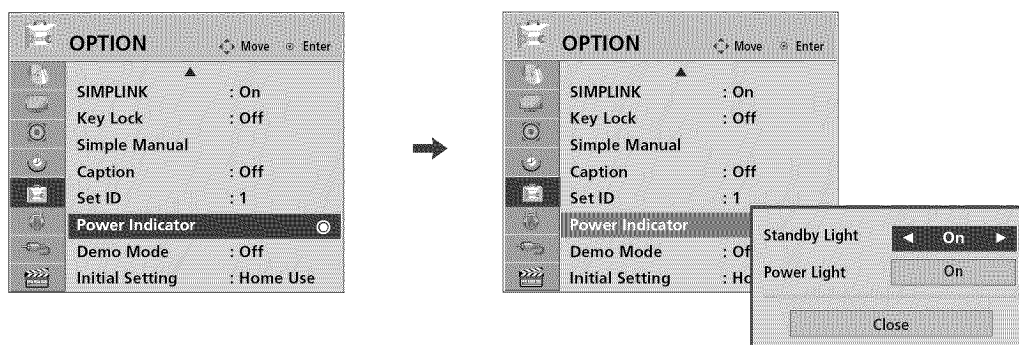 OPTION
Move
Enter
SIMPLINK : On
Key Lock : Off
Simple Manual
Caption : Off
Set ID : 1
Power Indicator
Demo Mode : Off
Initial Setting : Home Use
OPTION
Move
Enter
SIMPLINK : On
Key Lock : Off
Simple Manual
Caption : Off
Set ID : 1
Power Indicator
Demo Mode : Of
Initial Setting : Ho
Standby Light ◄ On ►
Power Light On
Close